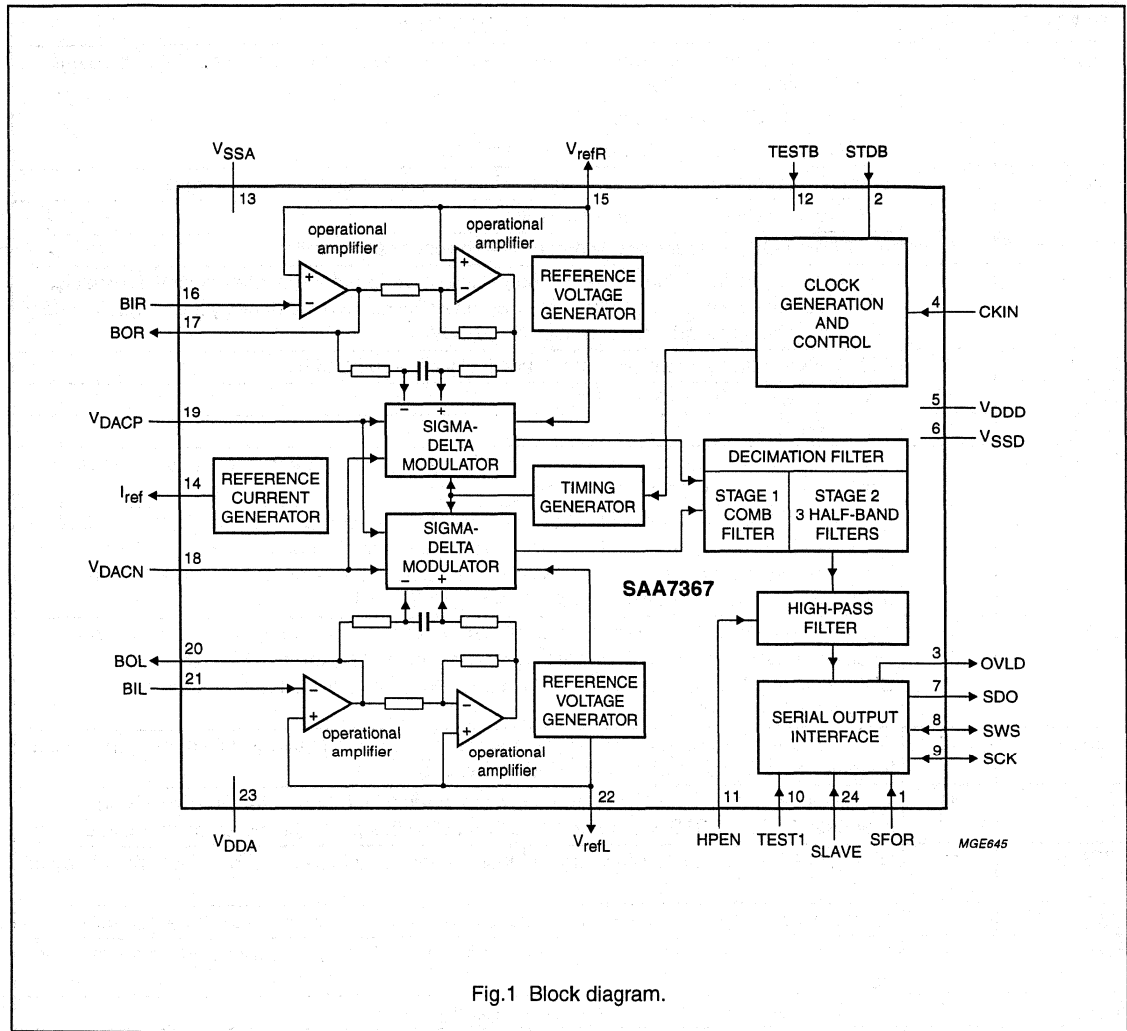 VSSA
VrefR
TESTB
STDB
13
15
12
2
operational
amplifier
operational
amplifier
+
−
+
−
REFERENCE
VOLTAGE
GENERATOR
CLOCK
GENERATION
AND
CONTROL
BIR
16
BOR
17
4
CKIN
− +
VDACP
19
SIGMA-
DELTA
MODULATOR
5
VDDD
6
VSSD
Iref
14
REFERENCE
CURRENT
GENERATOR
TIMING
GENERATOR
DECIMATION FILTER
STAGE 1
COMB
FILTER
STAGE 2
3 HALF-BAND
FILTERS
VDACN
18
SIGMA-
DELTA
MODULATOR
− +
SAA7367
HIGH-PASS
FILTER
BOL
20
BIL
21
−
+
−
+
operational
amplifier
operational
amplifier
REFERENCE
VOLTAGE
GENERATOR
SERIAL OUTPUT
INTERFACE
3
OVLD
7
SDO
8
SWS
9
SCK
23
22
11
10
24
1
VDDA
VrefL
HPEN
TEST1
SLAVE
SFOR
MGE645
Fig.1 Block diagram.